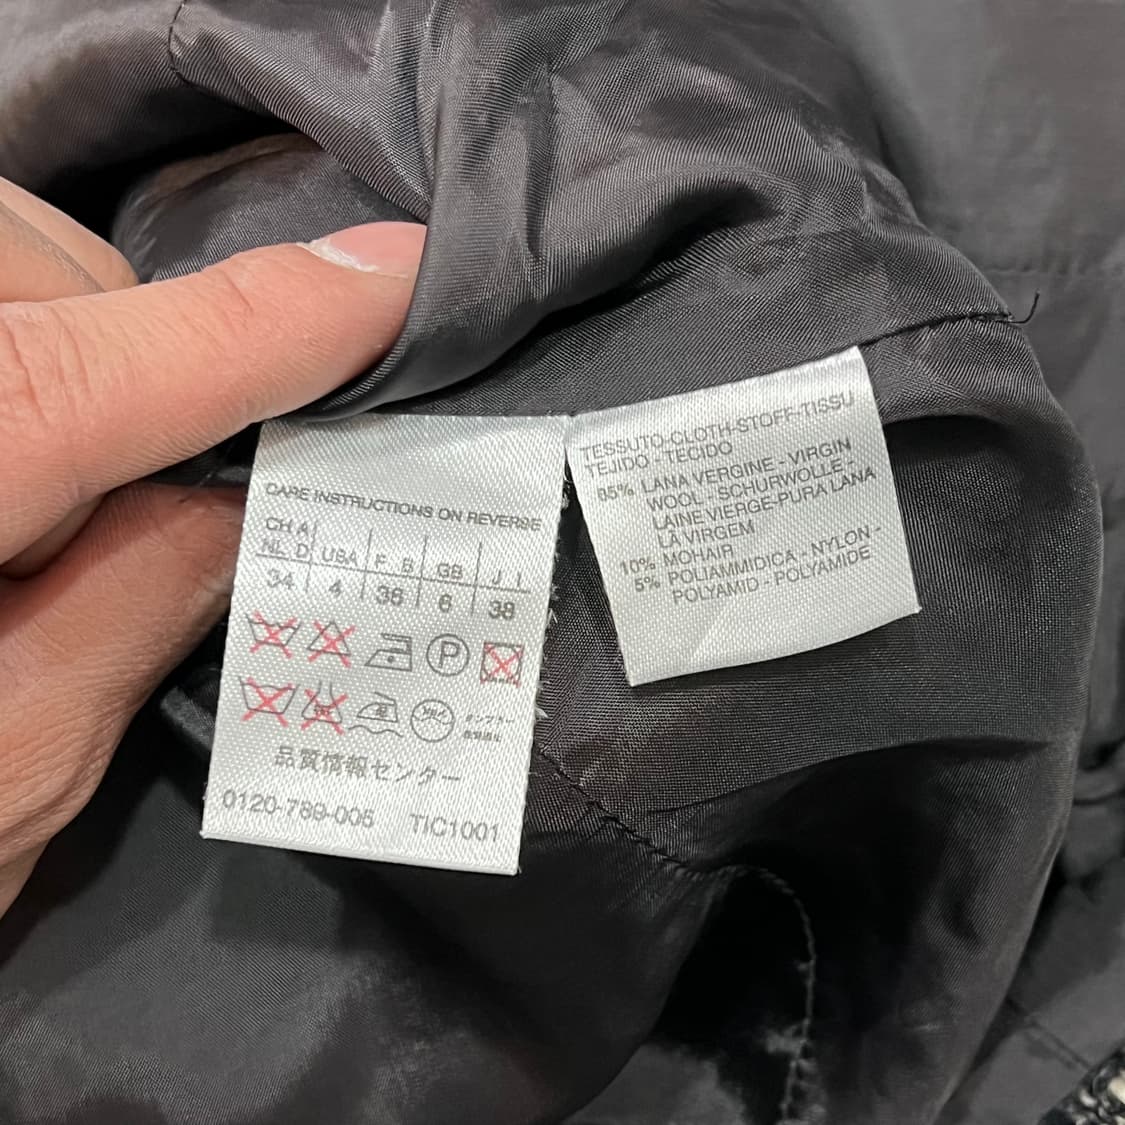 CARE INSTRUCTIONS ON REVERSE
CH A
NL D USA F B GB J I
34 4 36 6 38
P
品質情報センター
0120-789-005 TIC1001
TESSUTO-CLOTH-STOFF-TISSU
TEJIDO - TECIDO
85% LANA VERGINE - VIRGIN
WOOL - SCHURWOLLE -
LAINE VIERGE-PURA LANA
LA VIRGEM
10% MOHAIR
5% POLIAMMIDICA - NYLON -
POLYAMID - POLYAMIDE